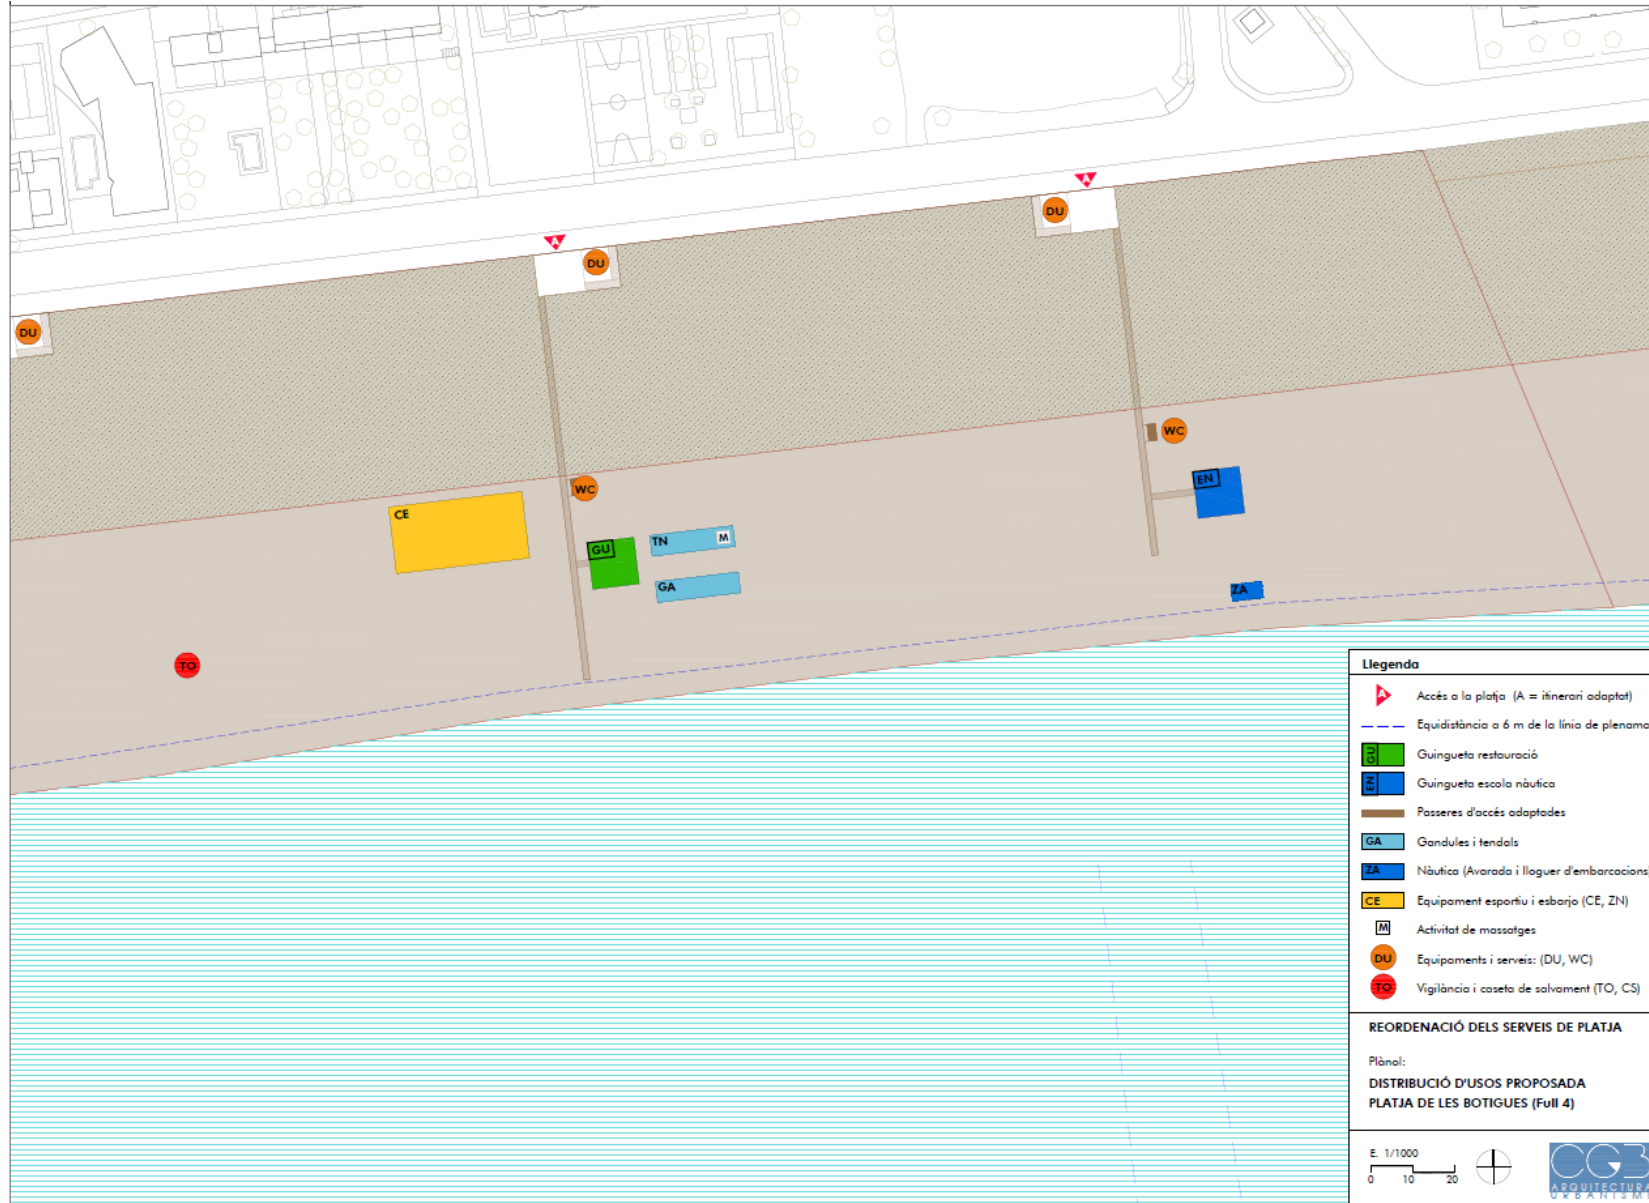 A
DU
A
DU
DU
WC
EN
WC
CE
TN
M
GU
GA
ZA
TO
Llegenda
A Accés a la platja (A = itinerari adaptat)
Equidistància a 6 m de la línia de plenamar
GU Guingueta restauració
EN Guingueta escola nàutica
Passeres d'accés adaptades
GA Gandules i tendals
ZA Nàutica (Avarada i lloguer d'embarcacions)
CE Equipament esportiu i esbarjo (CE, ZN)
M Activitat de massatges
DU Equipaments i serveis: (DU, WC)
TO Vigilància i caseta de salvament (TO, CS)
REORDENACIÓ DELS SERVEIS DE PLATJA
Plànol:
DISTRIBUCIÓ D'USOS PROPOSADA
PLATJA DE LES BOTIGUES (Full 4)
E. 1/1000
0 10 20
CGB
ARQUITECTURA
URBANISME